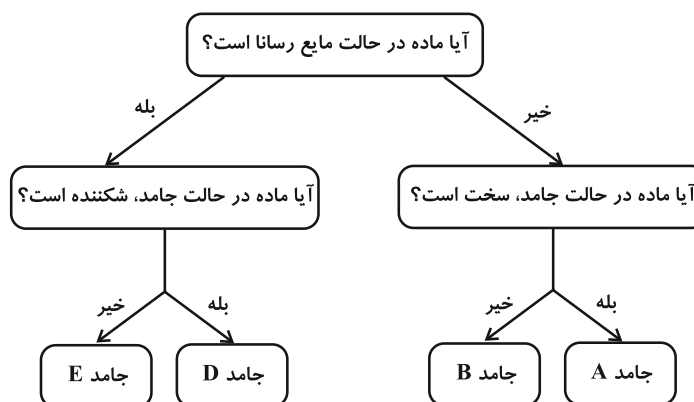 آیا ماده در حالت مایع رسانا است؟
خیر
بله
آیا ماده در حالت جامد، سخت است؟
آیا ماده در حالت جامد، شکننده است؟
بله
خیر
بله
خیر
جامد A
جامد B
جامد D
جامد E